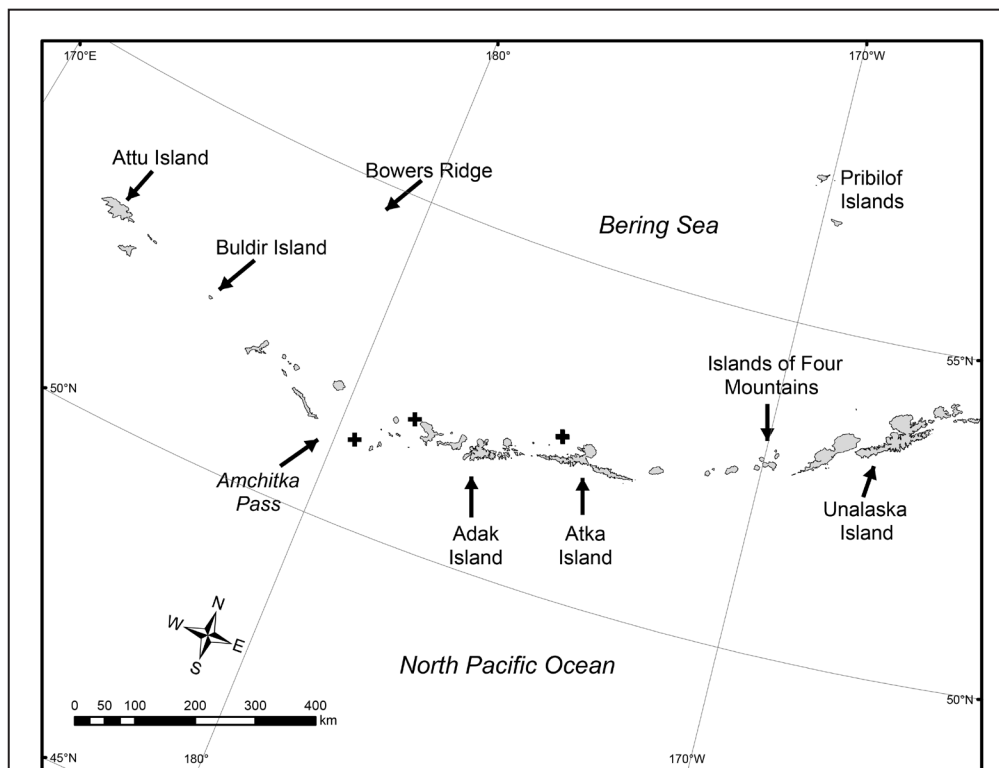 170°E
180°
170°W
Attu Island
Bowers Ridge
Pribilof
Islands
Bering Sea
Buldir Island
55°N
Islands of Four
Mountains
50°N
Amchitka
Pass
Unalaska
Island
Adak
Island
Atka
Island
N
W
E
S
North Pacific Ocean
50°N
0 50 100 200 300 400
km
45°N
180°
170°W